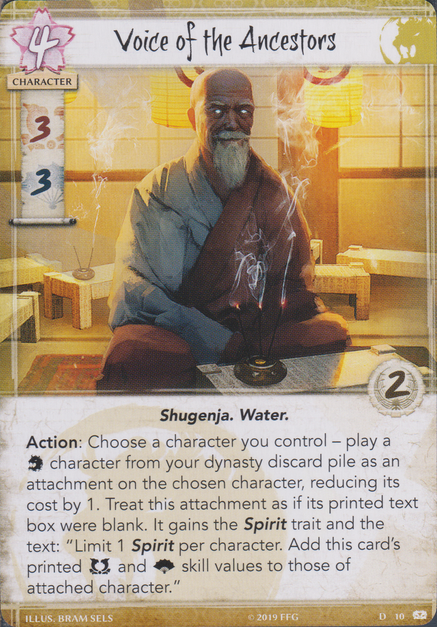 4
Voice of the Ancestors
CHARACTER
3
3
2
Shugenja. Water.
Action: Choose a character you control – play a
character from your dynasty discard pile as an
attachment on the chosen character, reducing its
cost by 1. Treat this attachment as if its printed text
box were blank. It gains the Spirit trait and the
text: “Limit 1 Spirit per character. Add this card’s
printed and skill values to those of
attached character.”
ILLUS. BRAM SELS
© 2019 FFG
D 10